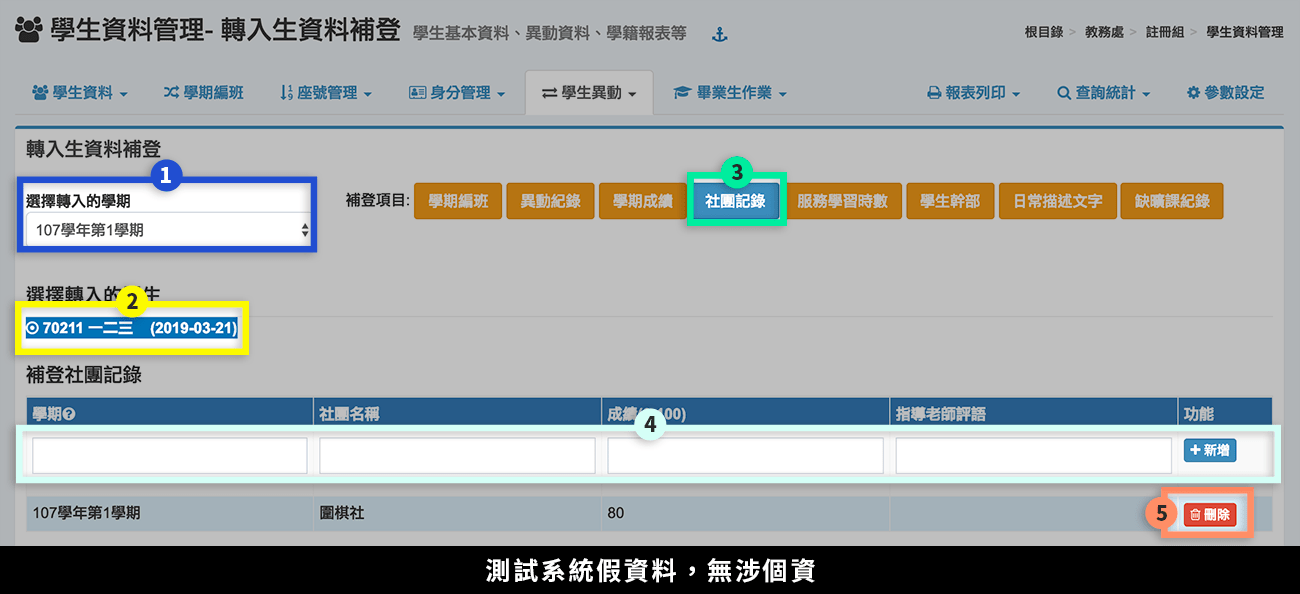 學生資料管理- 轉入生資料補登 學生基本資料、異動資料、學籍報表等
根目錄 > 教務處 > 註冊組 > 學生資料管理
學生資料 學期編班 座號管理 身分管理 學生異動 畢業生作業 報表列印 查詢統計 參數設定
轉入生資料補登
1
3
選擇轉入的學期
107學年第1學期
補登項目: 學期編班 異動紀錄 學期成績 社團記錄 服務學習時數 學生幹部 日常描述文字 缺曠課紀錄
選擇轉入的 生
2
70211 一二三 (2019-03-21)
補登社團記錄
學期 社團名稱 成績 100) 指導老師評語 功能
4
新增
107學年第1學期 圍棋社 80 5 刪除
測試系統假資料，無涉個資